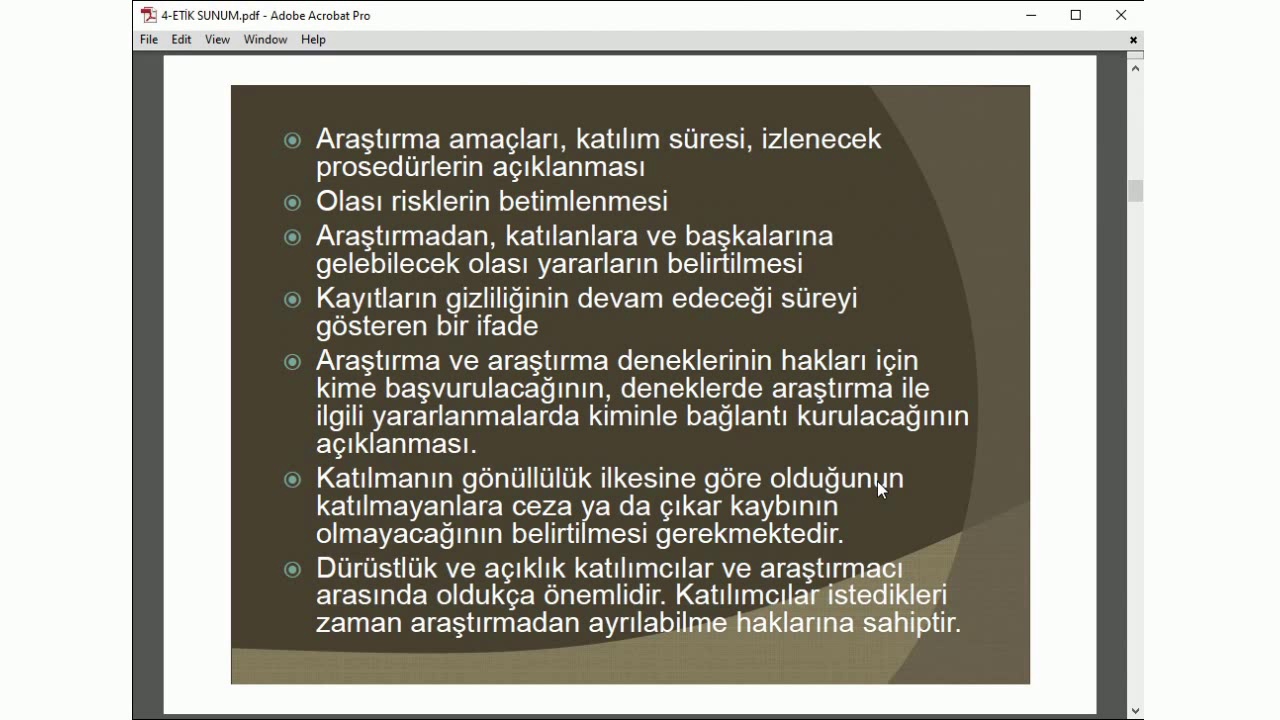 4-ETİK SUNUM.pdf - Adobe Acrobat Pro
File Edit View Window Help
Araştırma amaçları, katılım süresi, izlenecek
prosedürlerin açıklanması
Olası risklerin betimlenmesi
Araştırmadan, katılanlara ve başkalarına
gelebilecek olası yararların belirtilmesi
Kayıtların gizliliğinin devam edeceği süreyi
gösteren bir ifade
Araştırma ve araştırma deneklerinin hakları için
kime başvurulacağının, deneklerde araştırma ile
ilgili yararlanmalarda kiminle bağlantı kurulacağının
açıklanması.
Katılmanın gönüllülük ilkesine göre olduğunun
katılmayanlara ceza ya da çıkar kaybının
olmayacağının belirtilmesi gerekmektedir.
Dürüstlük ve açıklık katılımcılar ve araştırmacı
arasında oldukça önemlidir. Katılımcılar istedikleri
zaman araştırmadan ayrılabilme haklarına sahiptir.